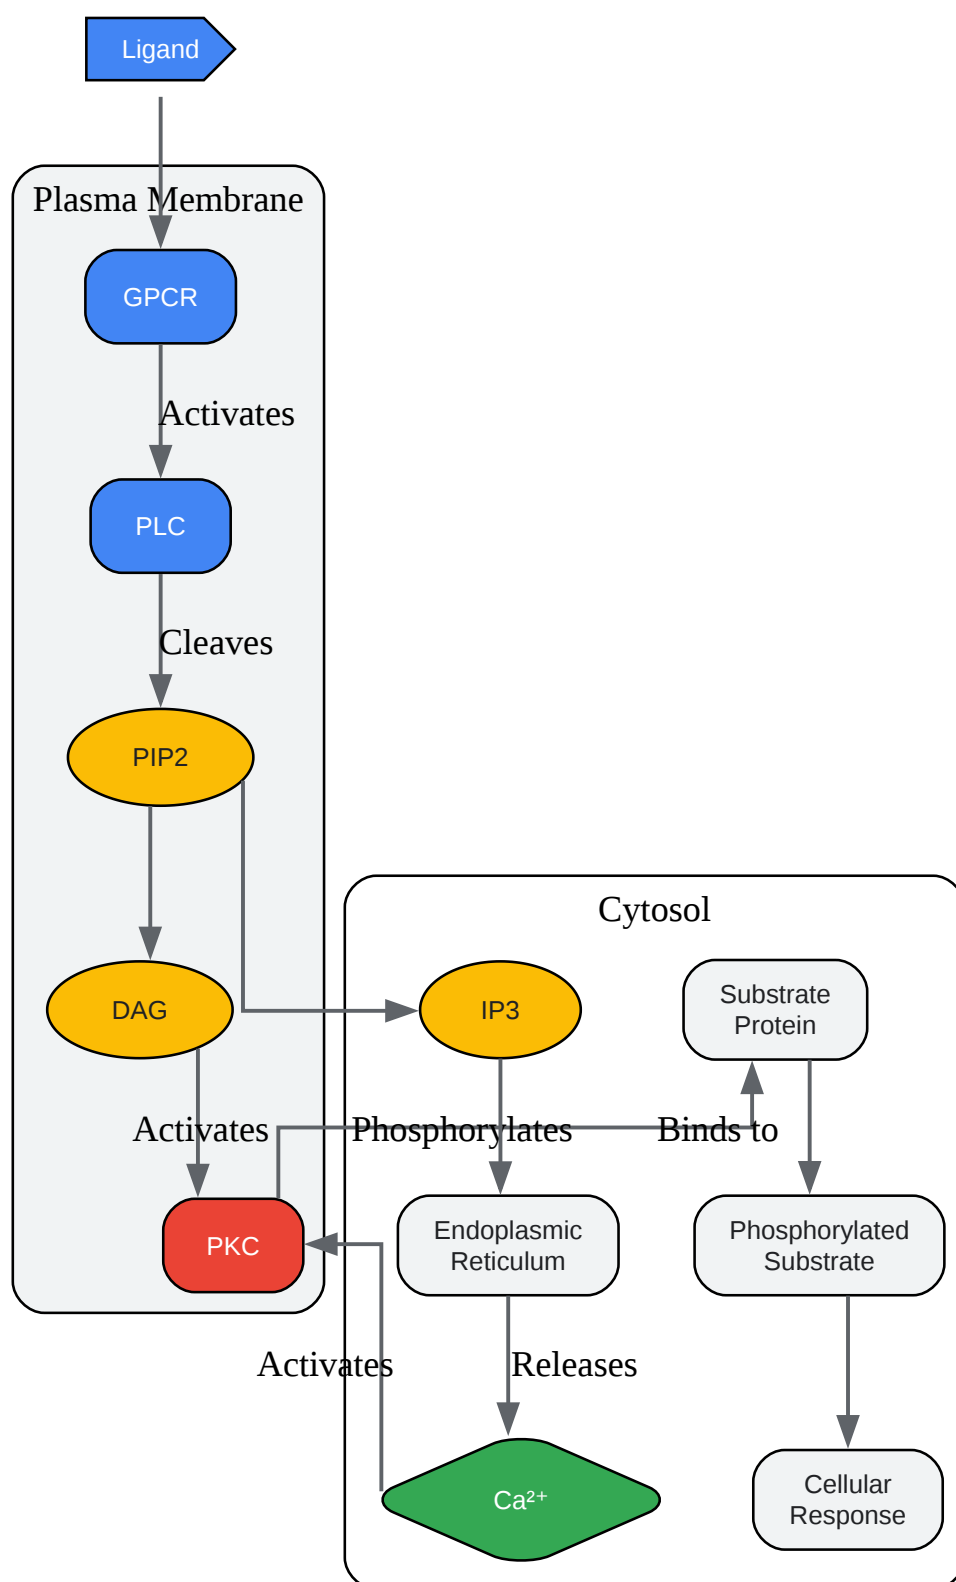 Ligand
Plasma Membrane
GPCR
Activates
PLC
Cleaves
PIP2
Cytosol
DAG
IP3
Substrate
Protein
Activates
Phosphorylates
Binds to
PKC
Endoplasmic
Reticulum
Phosphorylated
Substrate
Activates
Releases
Ca²⁺
Cellular
Response